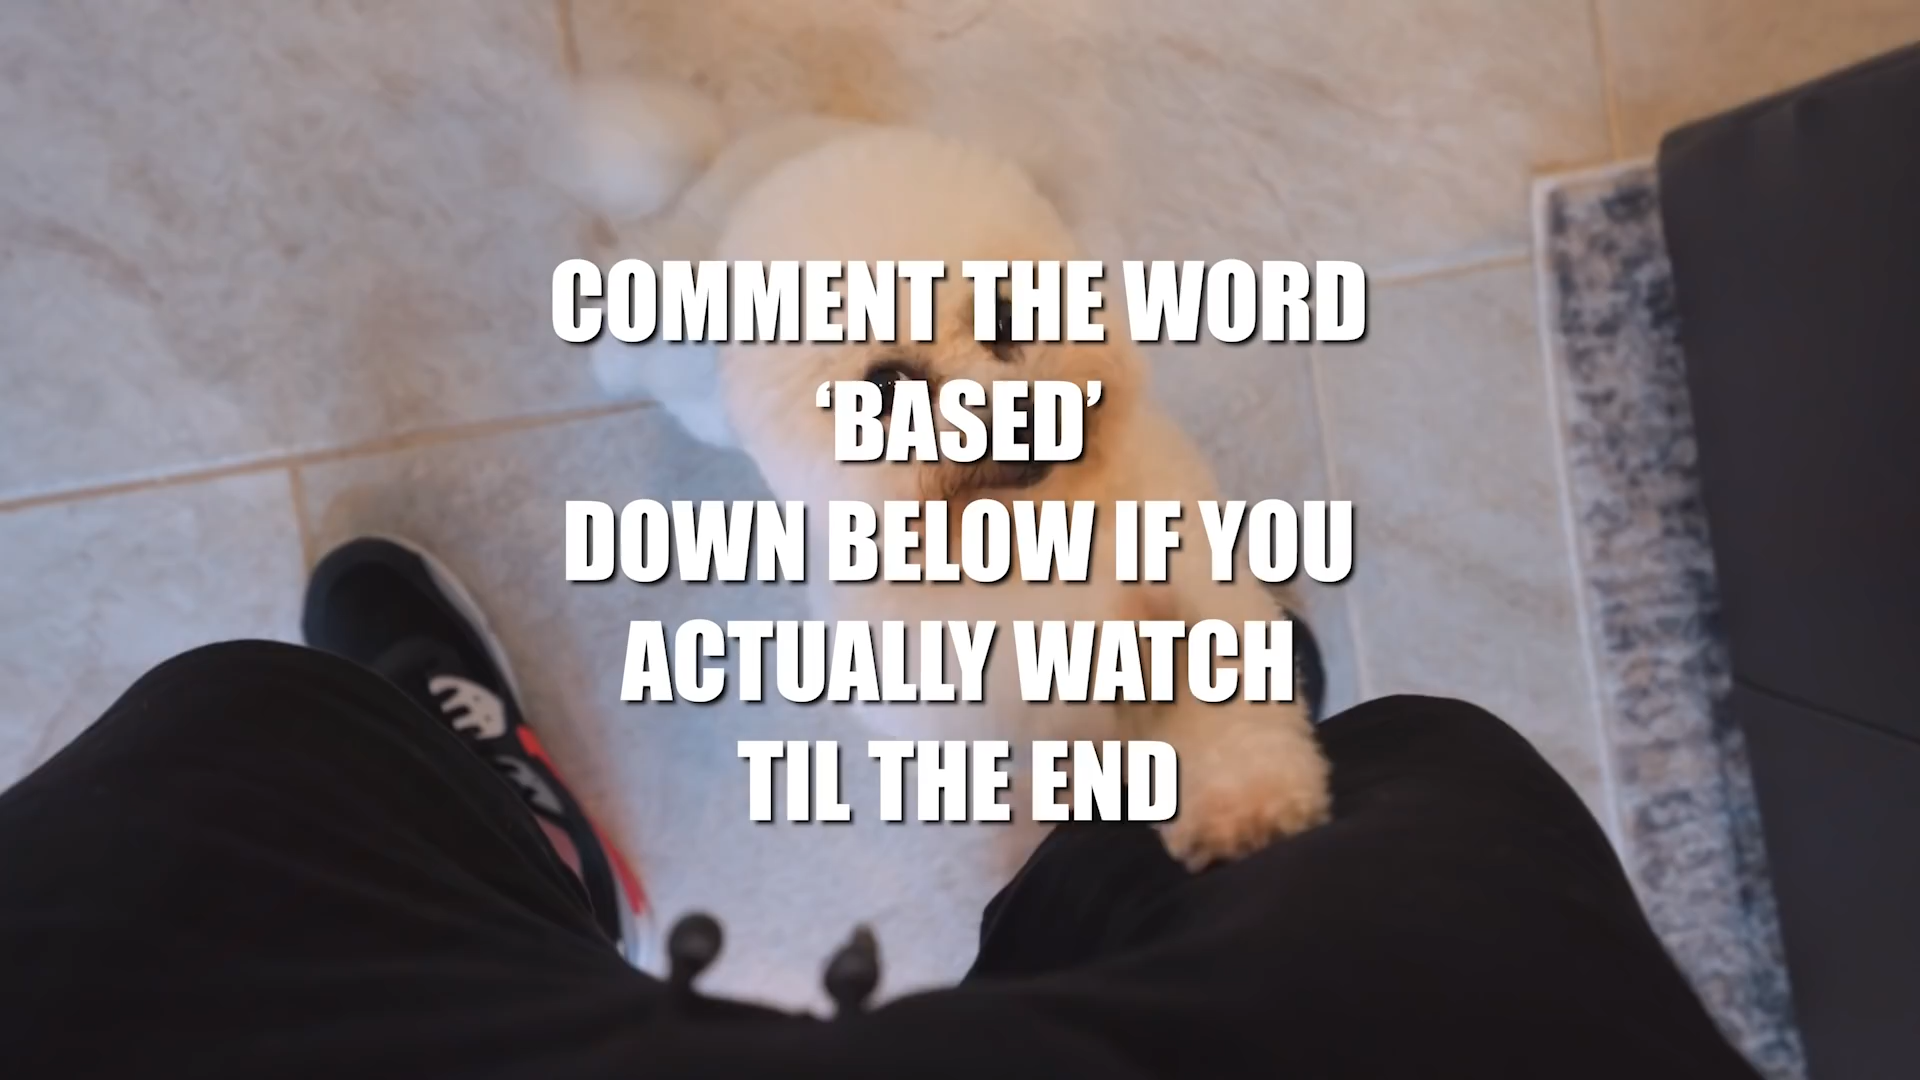 COMMENT THE WORD
‘BASED’
DOWN BELOW IF YOU
ACTUALLY WATCH
TIL THE END